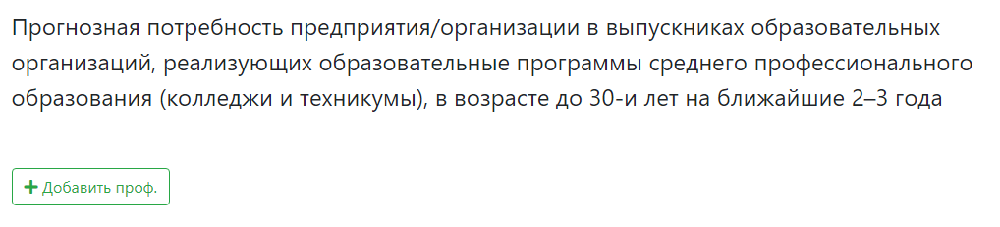 Прогнозная потребность предприятия/организации в выпускниках образовательных
организаций, реализующих образовательные программы среднего профессионального
образования (колледжи и техникумы), в возрасте до 30-и лет на ближайшие 2–3 года
Добавить проф.